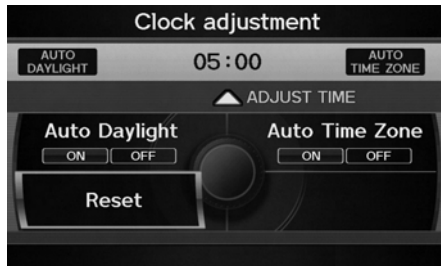 Clock adjustment
AUTO DAYLIGHT
05:00
AUTO TIME ZONE
ADJUST TIME
Auto Daylight
ON OFF
Auto Time Zone
ON OFF
Reset